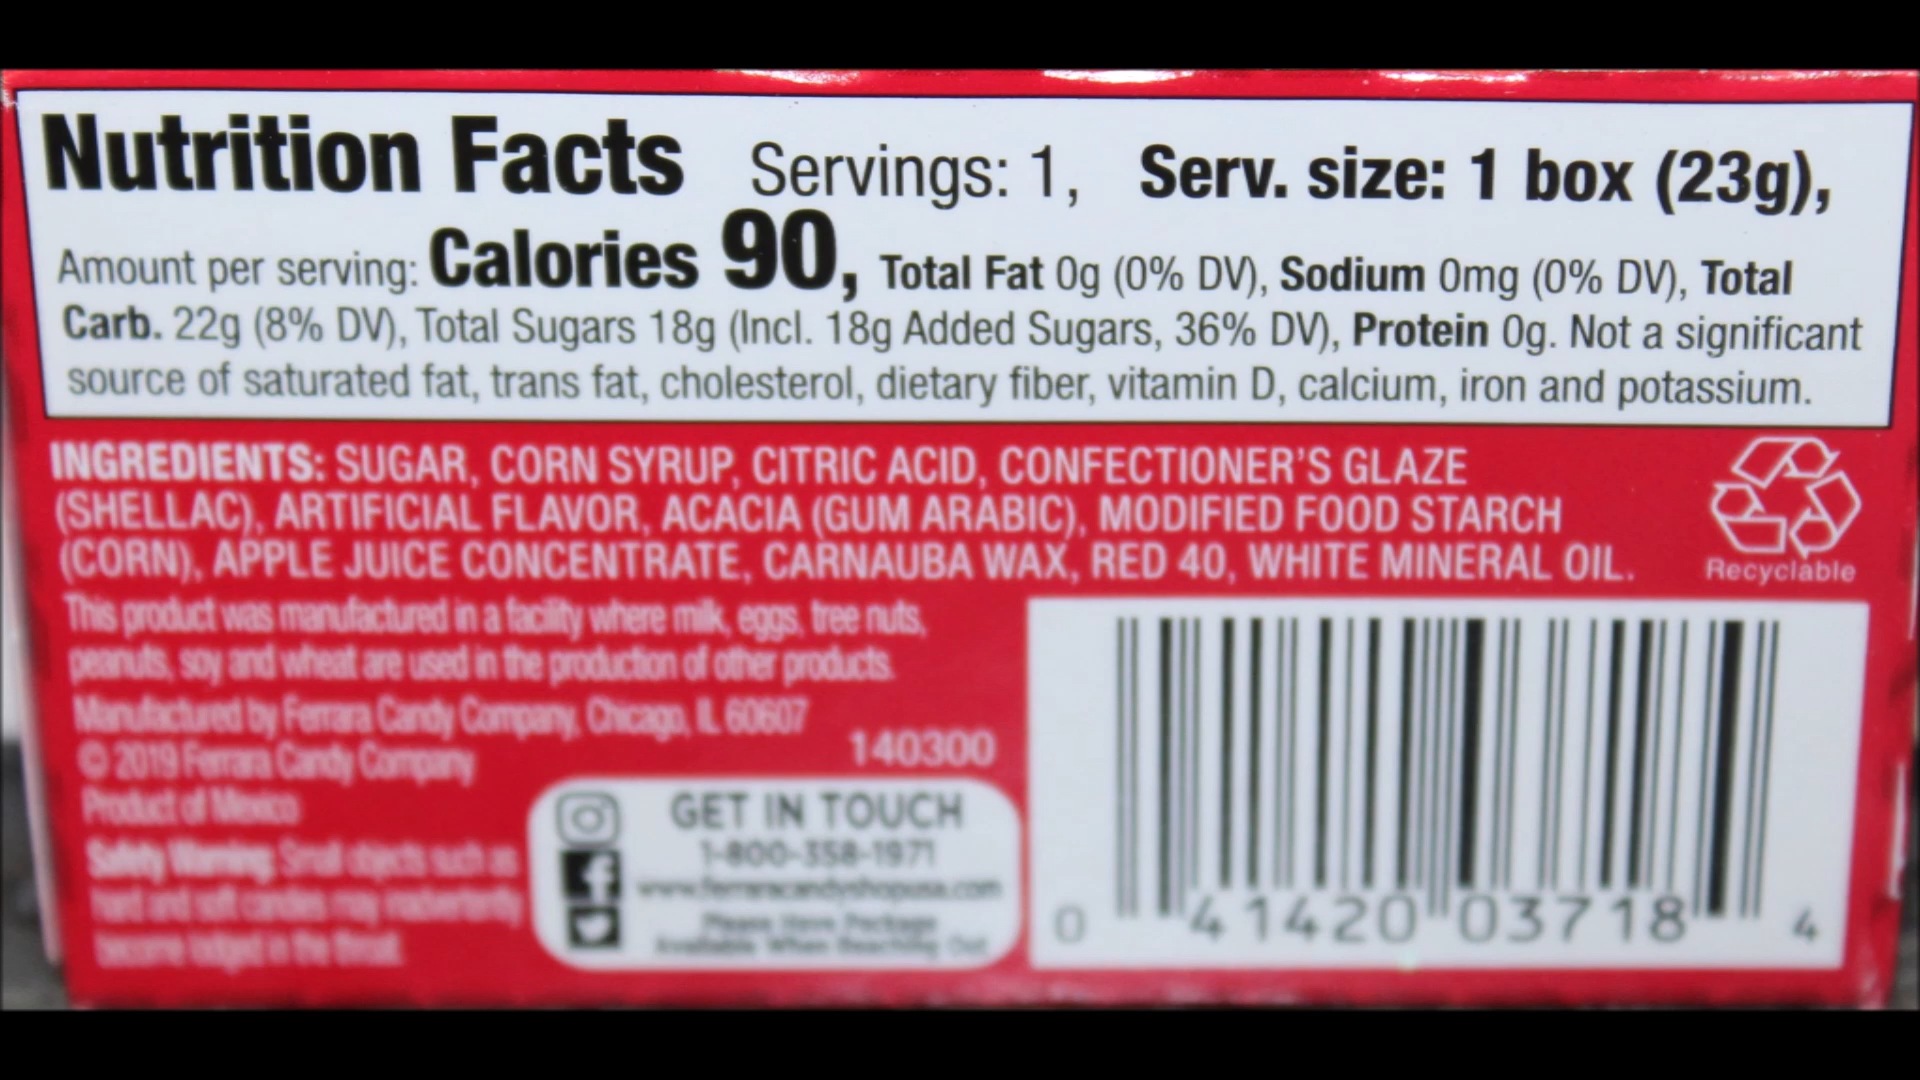 Nutrition Facts Servings: 1, Serv. size: 1 box (23g),
Amount per serving: Calories 90, Total Fat 0g (0% DV), Sodium 0mg (0% DV), Total
Carb. 22g (8% DV), Total Sugars 18g (Incl. 18g Added Sugars, 36% DV), Protein 0g. Not a significant
source of saturated fat, trans fat, cholesterol, dietary fiber, vitamin D, calcium, iron and potassium.
INGREDIENTS: SUGAR, CORN SYRUP, CITRIC ACID, CONFECTIONER'S GLAZE
(SHELLAC), ARTIFICIAL FLAVOR, ACACIA (GUM ARABIC), MODIFIED FOOD STARCH
(CORN), APPLE JUICE CONCENTRATE, CARNAUBA WAX, RED 40, WHITE MINERAL OIL.
Recyclable
This product was manufactured in a facility where milk, eggs, tree nuts,
peanuts, soy and wheat are used in the production of other products.
Manufactured by Ferrara Candy Company, Chicago, IL 60607
© 2019 Ferrara Candy Company
140300
Product of Mexico
Safety Warning: Small objects such as
hard and soft candies may inadvertently
become lodged in the throat.
GET IN TOUCH
1-800-358-1971
www.ferraracandyshopusa.com
Please Have Package
Available When Reaching Out
0 41420 03718 4